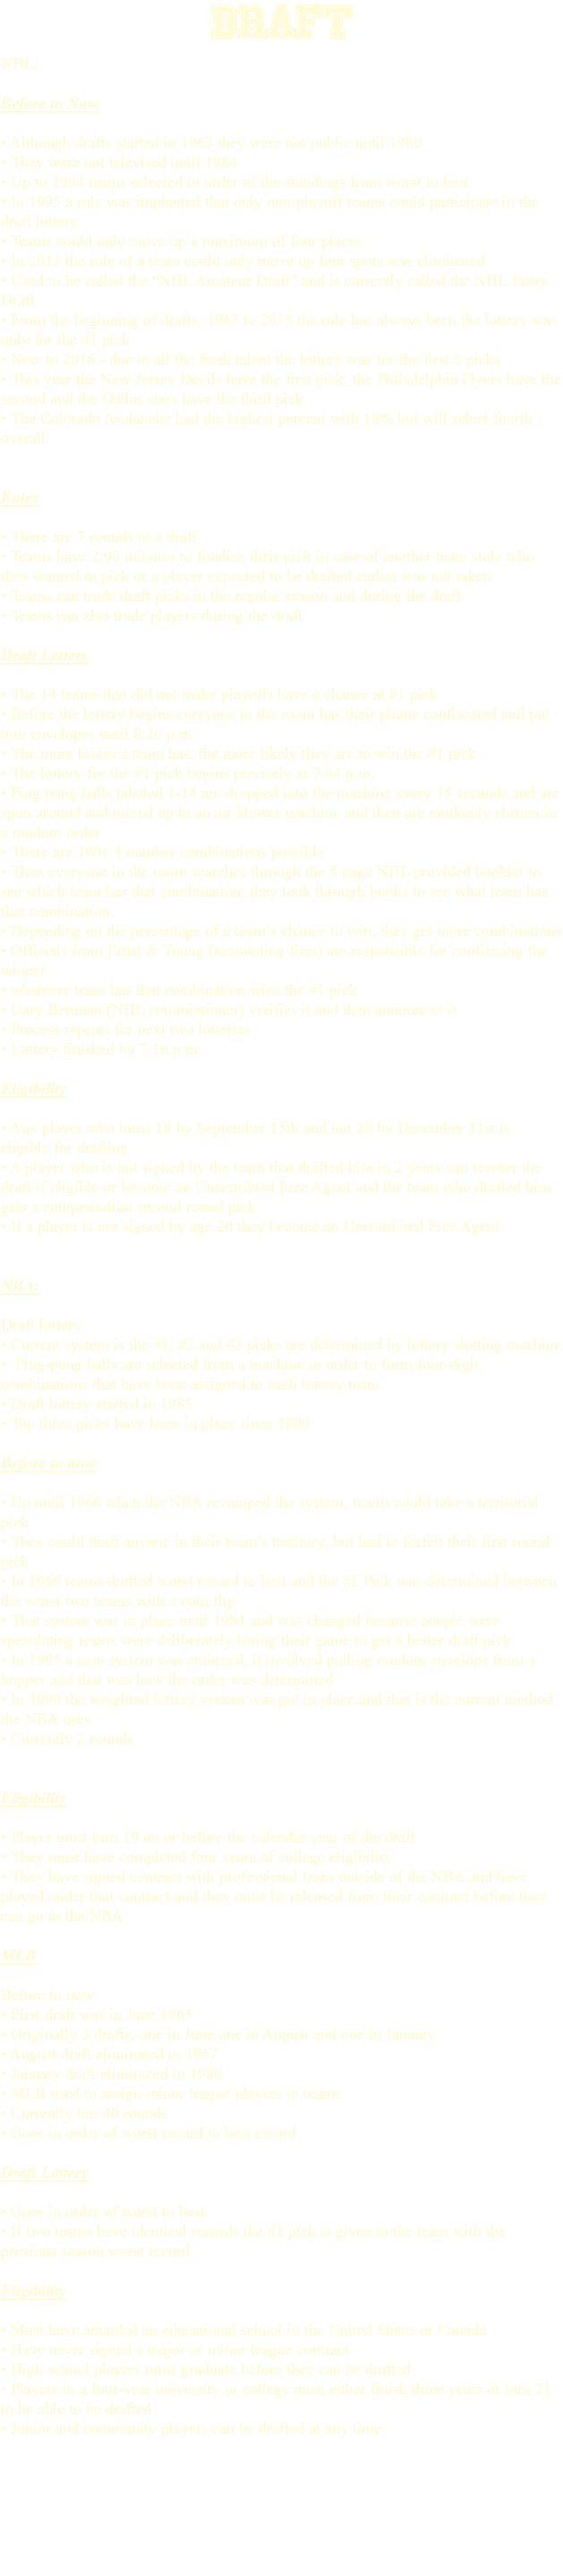 DRAFT
NHL:
Before to Now
• Although drafts started in 1963 they were not public until 1980
• They were not televised until 1984
• Up to 1994 teams selected in order of the standings from worst to best
• In 1995 a rule was implanted that only non-playoff teams could participate in the
draft lottery
• Teams could only move up a maximum of four places
• In 2013 the rule of a team could only move up four spots was eliminated
• Used to be called the “NHL Amateur Draft” and is currently called the NHL Entry
Draft
• From the beginning of drafts, 1963 to 2015 the rule has always been the lottery was
only for the #1 pick
• New to 2016 - due to all the fresh talent the lottery was for the first 3 picks
• This year the New Jersey Devils have the first pick, the Philadelphia Flyers have the
second and the Dallas stars have the third pick
• The Colorado Avalanche had the highest percent with 18% but will select fourth
overall
Rules
• There are 7 rounds to a draft
• Teams have 2:00 minutes to finalize their pick in case of another team stole who
they wanted to pick or a player expected to be drafted earlier was not taken
• Teams can trade draft picks in the regular season and during the draft
• Teams can also trade players during the draft
Draft Lottery
• The 14 teams that did not make playoffs have a chance at #1 pick
• Before the lottery begins everyone in the room has their phone confiscated and put
into envelopes until 8:20 p.m.
• The more losses a team has, the more likely they are to win the #1 pick
• The lottery for the #1 pick begins precisely at 7:04 p.m.
• Ping pong balls labeled 1-14 are dropped into the machine every 15 seconds and are
spun around and mixed up in an air blower machine and then are randomly chosen in
a random order
• There are 1001 4 number combinations possible
• Then everyone in the room searches through the 5 page NHL provided booklet to
see which team has that combination, they look through books to see what team has
that combination
• Depending on the percentage of a team’s chance to win, they get more combinations
• Officials from Ernst & Young (accounting firm) are responsible for confirming the
winner
• whatever team has that combination wins the #1 pick
• Gary Bettman (NHL commissioner) verifies it and then announces it
• Process repeats for next two lotteries
• Lottery finished by 7:16 p.m.
Eligibility
• Any player who turns 18 by September 15th and not 20 by December 31st is
eligible for drafting
• A player who is not signed by the team that drafted him in 2 years can reenter the
draft if eligible or become an Unrestricted Free Agent and the team who drafted him
gets a compensation second round pick
• If a player is not signed by age 20 they become an Unrestricted Free Agent
NBA:
Draft lottery
• Current system is the #1, #2 and #3 picks are determined by lottery slotting machine
• Ping-pong balls are selected from a machine in order to form four-digit
combinations that have been assigned to each lottery team
• Draft lottery started in 1985
• Top three picks have been in place since 1990
Before to now
• Up until 1966 when the NBA revamped the system, teams could take a territorial
pick
• They could draft anyone in their team’s territory, but had to forfeit their first round
pick
• In 1966 teams drafted worst record to best and the #1 Pick was determined between
the worst two teams with a coin flip
• That system was in place until 1984 and was changed because people were
speculating teams were deliberately losing their game to get a better draft pick
• In 1985 a new system was enforced, it involved pulling random envelops from a
hopper and that was how the order was determined
• In 1990 the weighted lottery system was put in place and that is the current method
the NBA uses
• Currently 2 rounds
Eligibility
• Player must turn 19 on or before the calendar year of the draft
• They must have completed four years of college eligibility
• They have signed contract with professional team outside of the NBA and have
played under that contract and they must be released from their contract before they
can go to the NBA
MLB
Before to now
• First draft was in June 1965
• Originally 3 drafts, one in June one in August and one in January
• August draft eliminated in 1967
• January draft eliminated in 1986
• MLB used to assign minor league players to teams
• Currently has 40 rounds
• Goes in order of worst record to best record
Draft Lottery
• Goes in order of worst to best
• If two teams have identical records the #1 pick is given to the team with the
previous season worst record
Eligibility
• Must have attended an educational school in the United States or Canada
• Have never signed a major or minor league contract
• High school players must graduate before they can be drafted
• Players in a four-year university or college must either finish three years or turn 21
to be able to be drafted
• Junior and community players can be drafted at any time